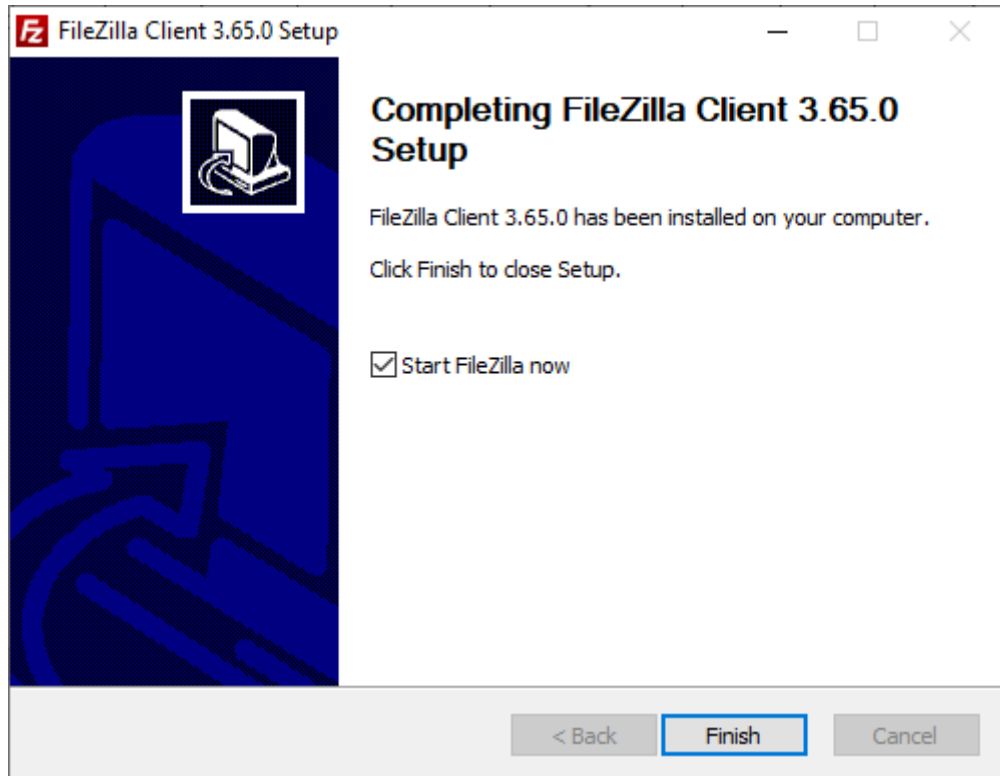 FileZilla Client 3.65.0 Setup
Completing FileZilla Client 3.65.0
Setup
FileZilla Client 3.65.0 has been installed on your computer.
Click Finish to close Setup.
Start FileZilla now
< Back Finish Cancel